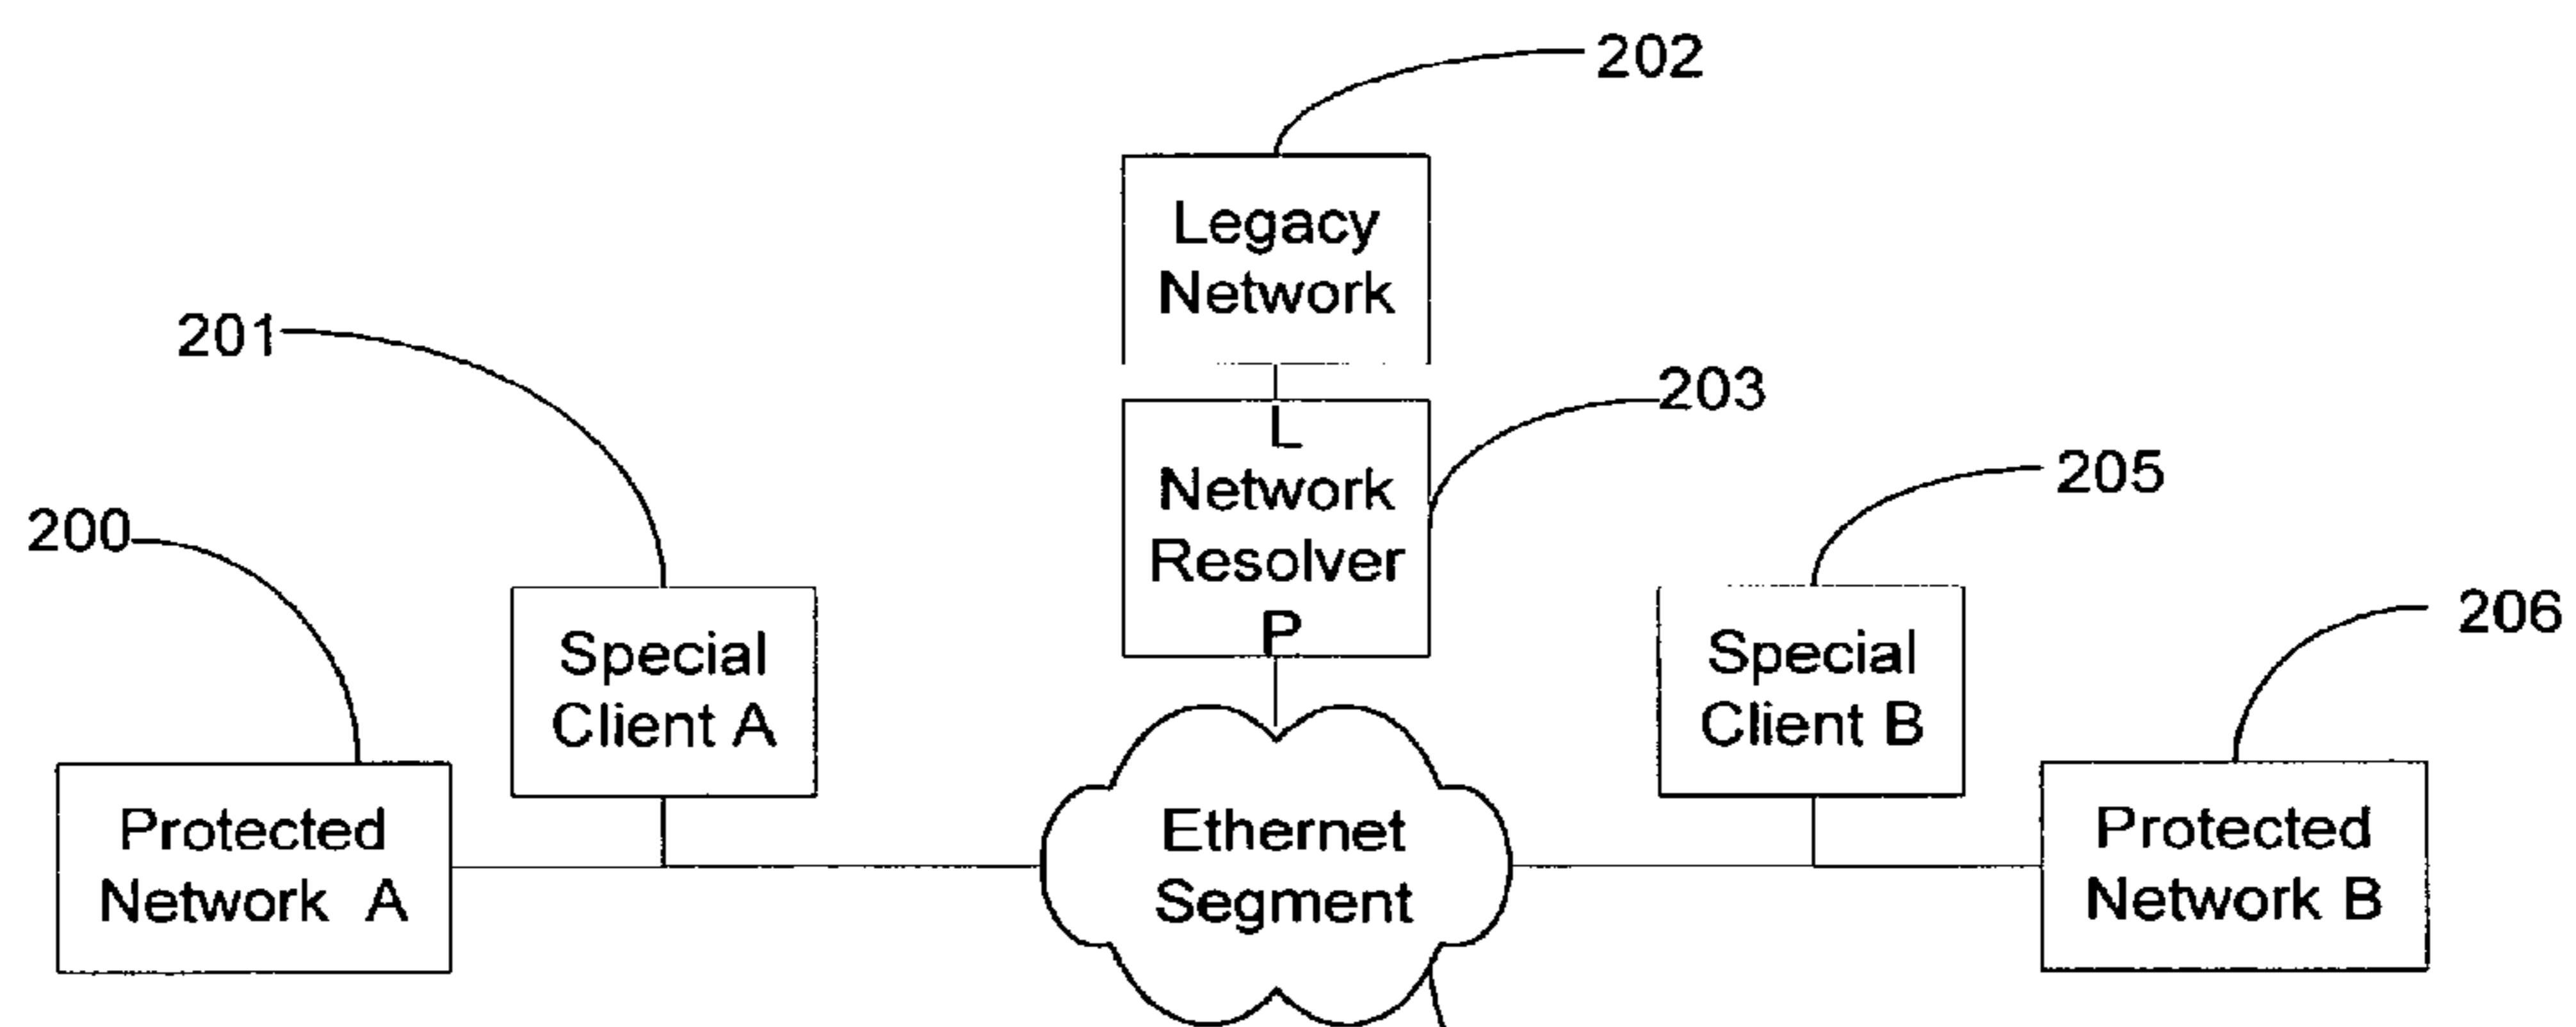 202
Legacy
Network
201
203
L
Network
Resolver
P
205
200
206
Special
Client A
Special
Client B
Protected
Network A
Ethernet
Segment
Protected
Network B